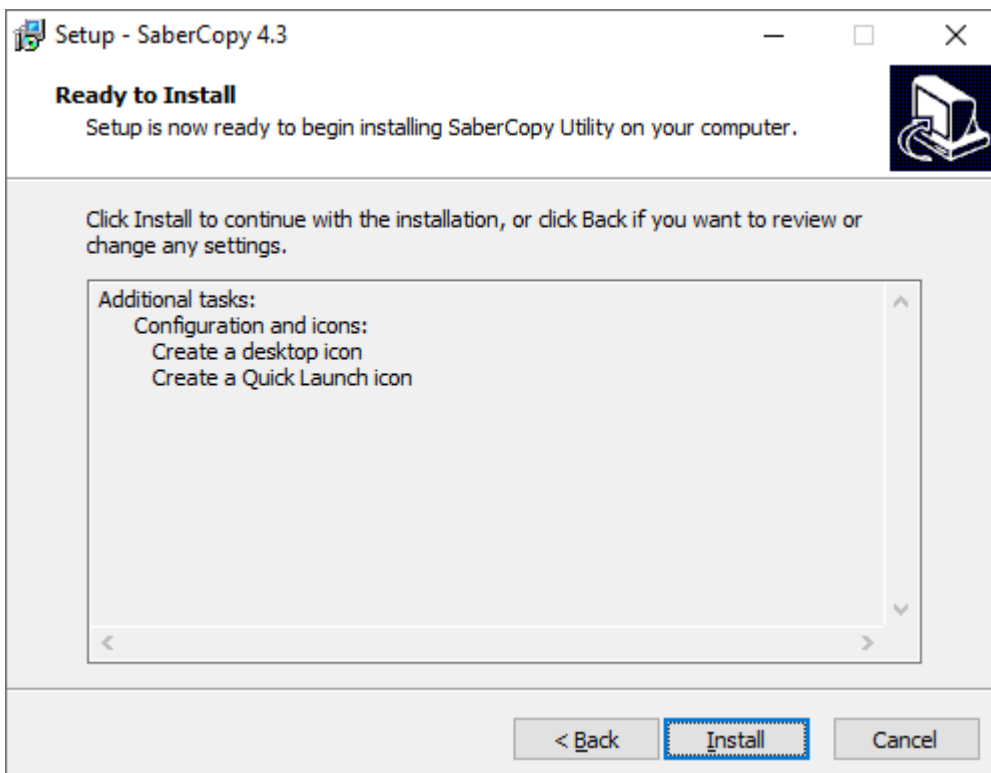 Setup - SaberCopy 4.3
Ready to Install
Setup is now ready to begin installing SaberCopy Utility on your computer.
Click Install to continue with the installation, or click Back if you want to review or
change any settings.
Additional tasks:
Configuration and icons:
Create a desktop icon
Create a Quick Launch icon
< Back
Install
Cancel